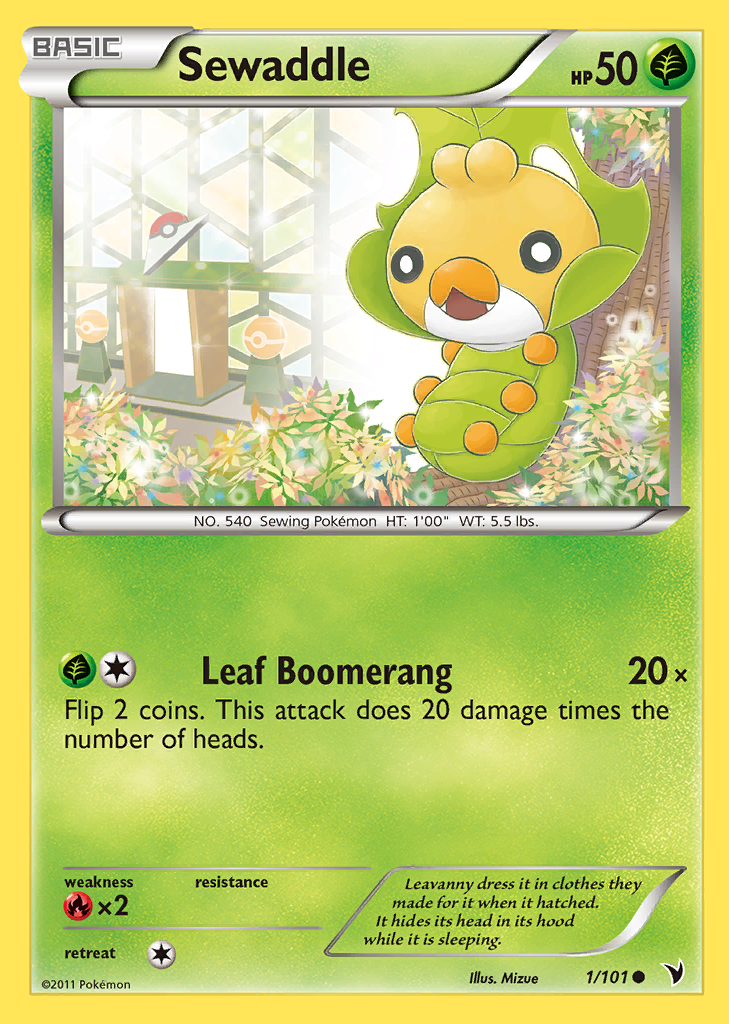 BASIC
Sewaddle
HP 50
NO. 540 Sewing Pokémon HT: 1'00" WT: 5.5 lbs.
Leaf Boomerang 20×
Flip 2 coins. This attack does 20 damage times the
number of heads.
weakness resistance
×2
retreat
Leavanny dress it in clothes they
made for it when it hatched.
It hides its head in its hood
while it is sleeping.
©2011 Pokémon
Illus. Mizue
1/101